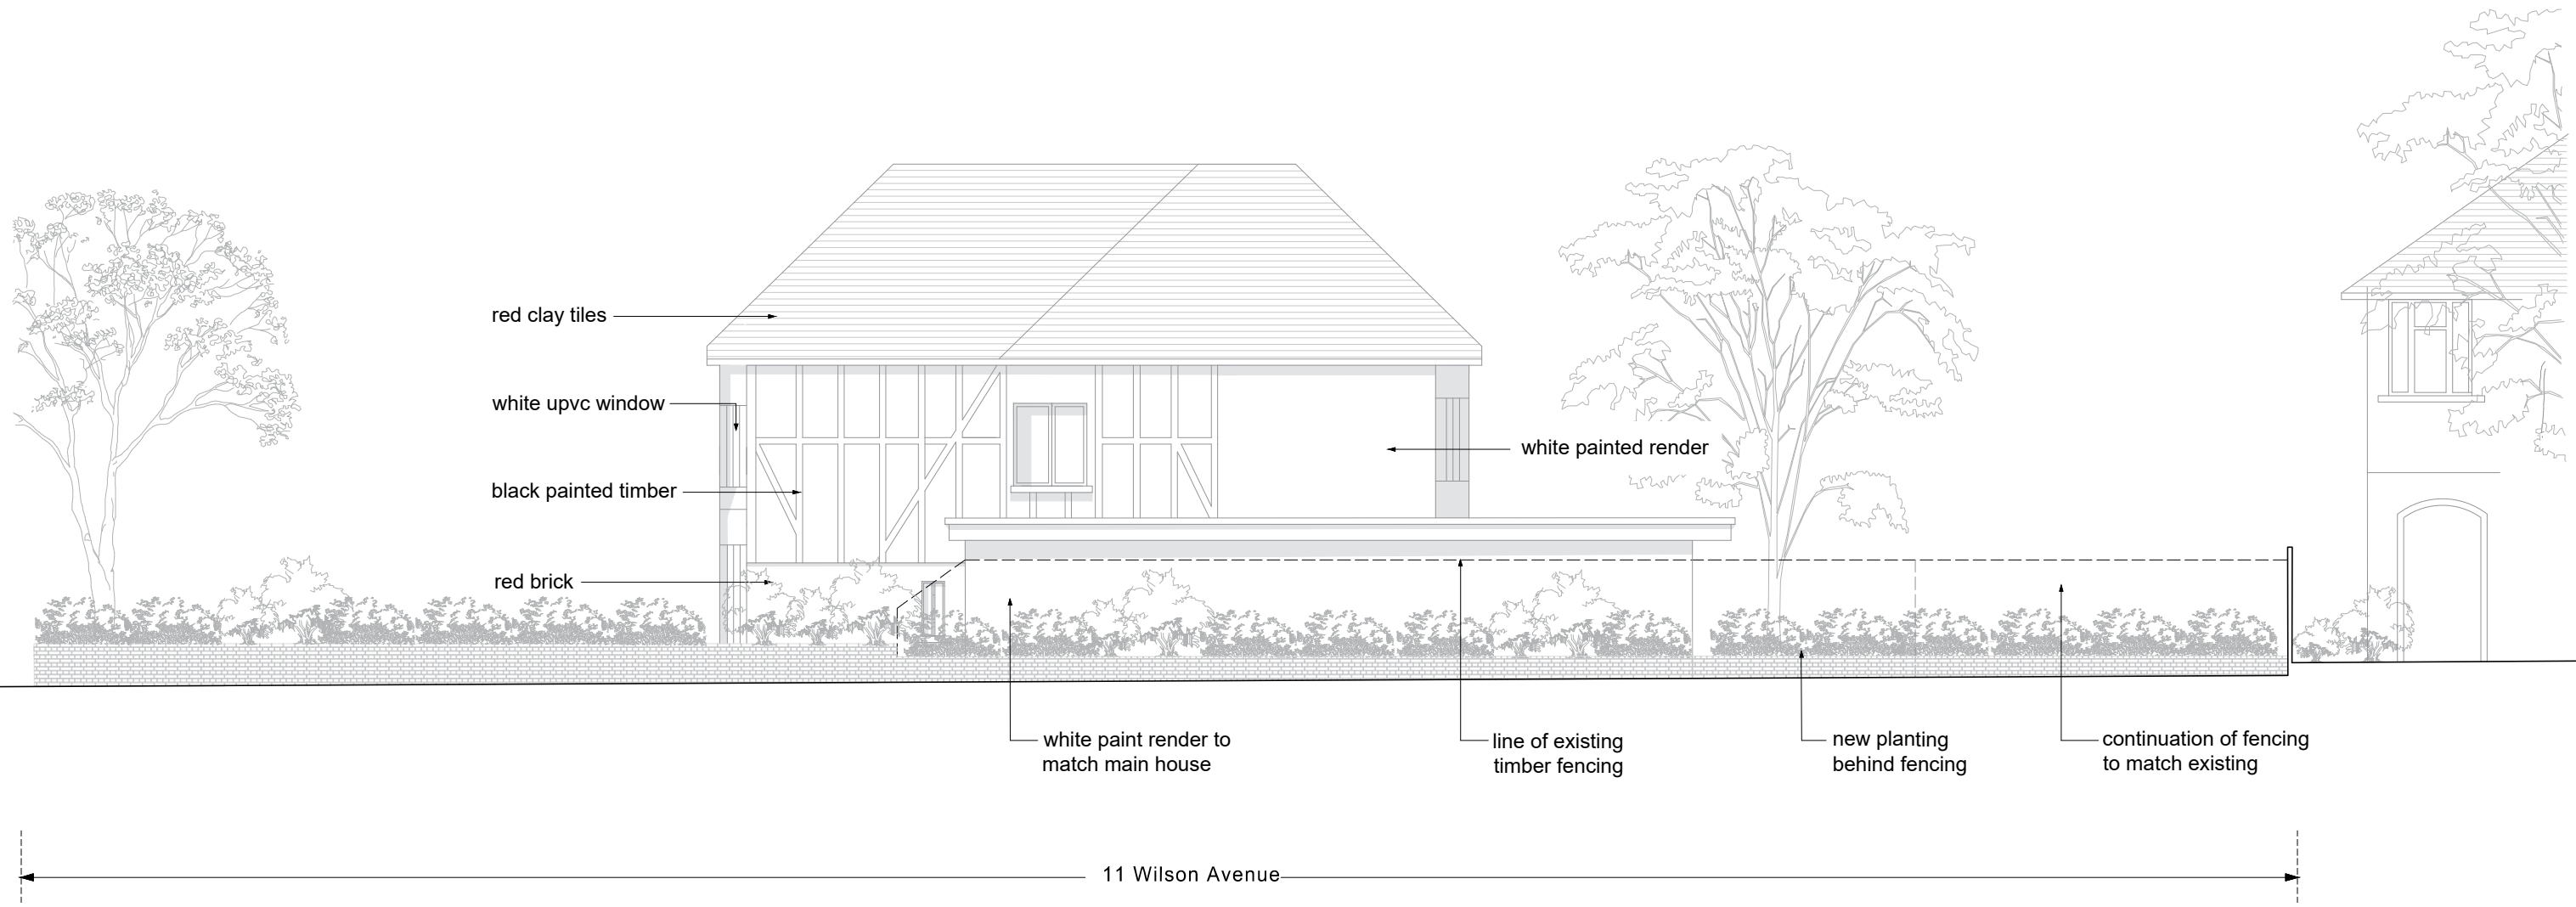 red clay tiles
white upvc window
white painted render
black painted timber
red brick
white paint render to
match main house
line of existing
timber fencing
new planting
behind fencing
continuation of fencing
to match existing
11 Wilson Avenue